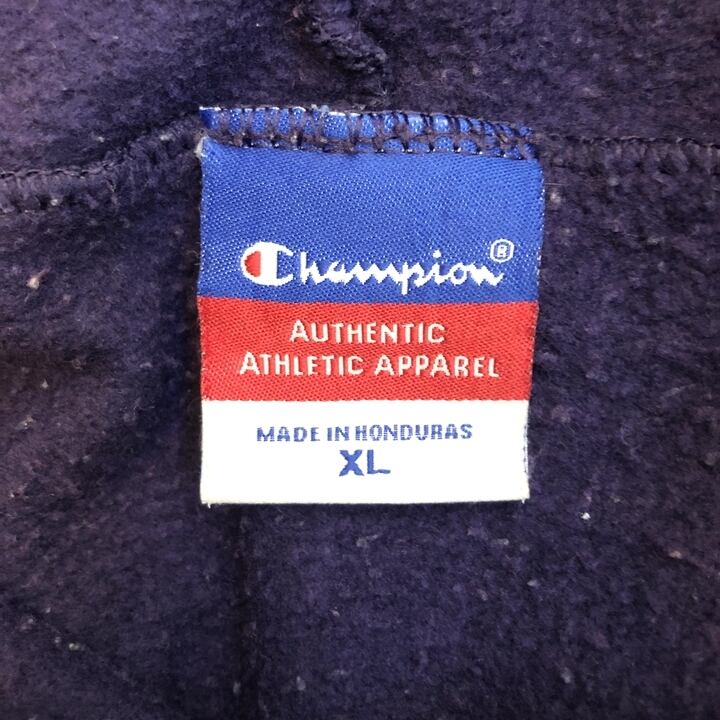 Champion®
AUTHENTIC
ATHLETIC APPAREL
MADE IN HONDURAS
XL